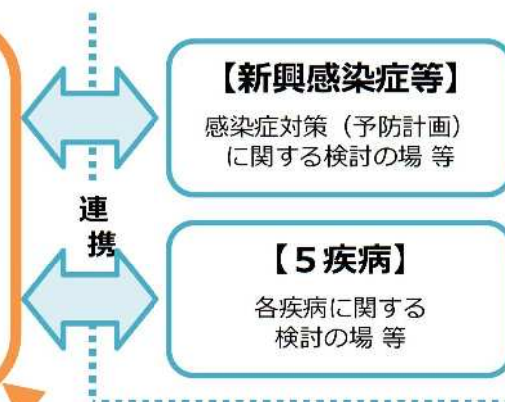 【新興感染症等】
感染症対策（予防計画）
に関する検討の場 等
連
携
【５疾病】
各疾病に関する
検討の場 等